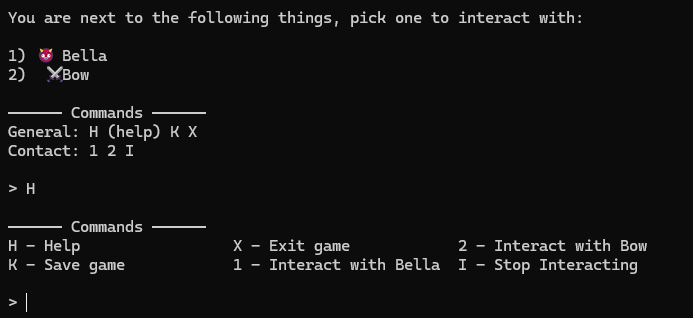 You are next to the following things, pick one to interact with:
1) 👿 Bella
2) ⚔Bow
────── Commands ──────
General: H (help) K X
Contact: 1 2 I
> H
────── Commands ──────
H - Help X - Exit game 2 - Interact with Bow
K - Save game 1 - Interact with Bella I - Stop Interacting
>